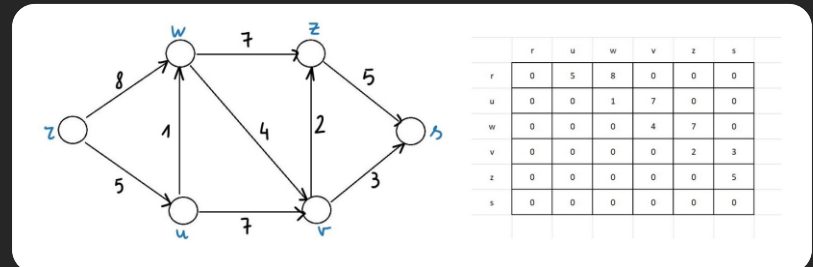 w
z
7
8
5
r
1
4
2
s
5
3
u
7
v
r u w v z s
r 0 5 8 0 0 0
u 0 0 1 7 0 0
w 0 0 0 4 7 0
v 0 0 0 0 2 3
z 0 0 0 0 0 5
s 0 0 0 0 0 0